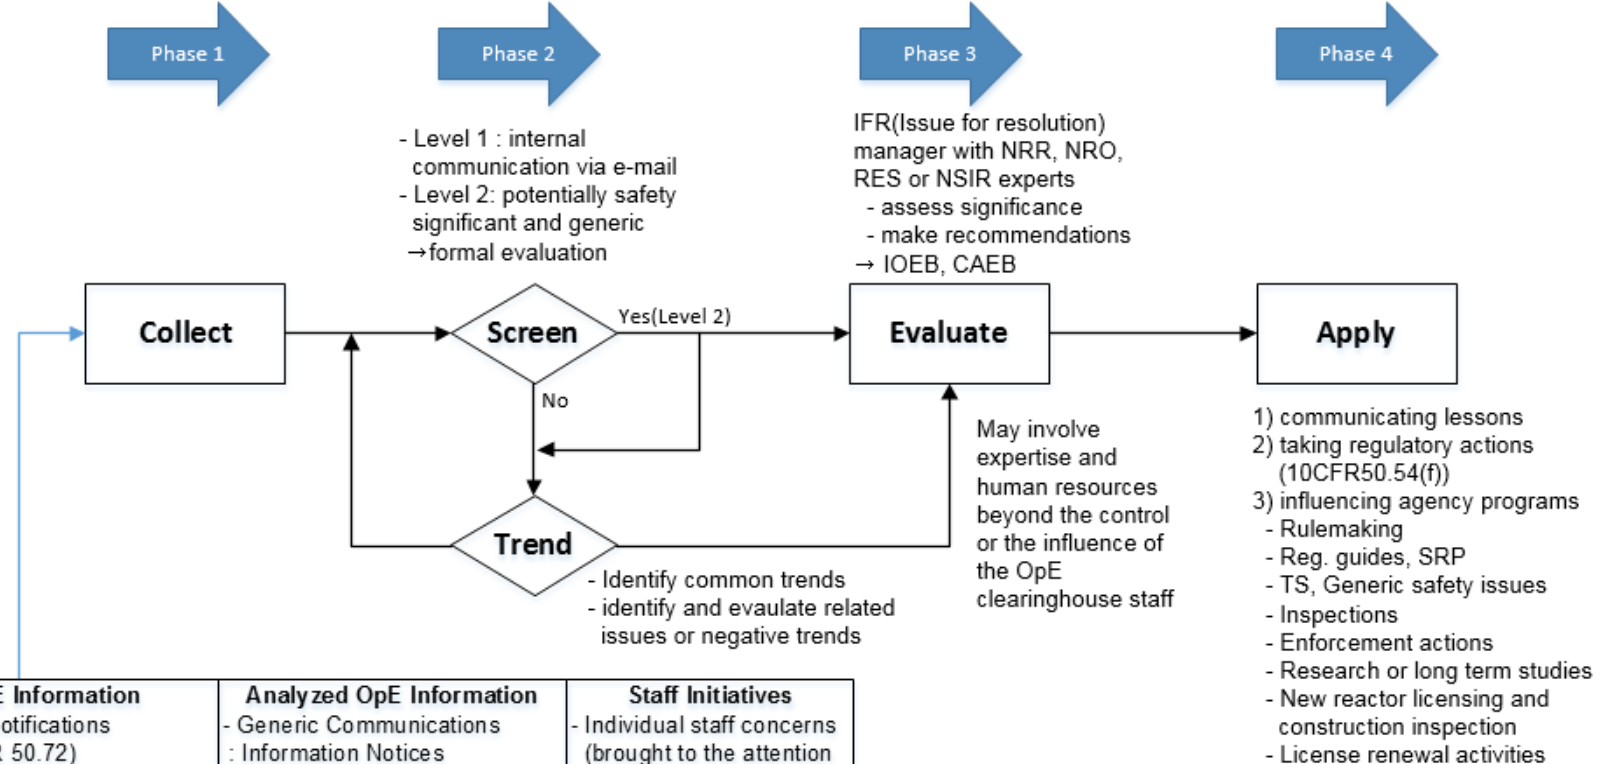 Phase 1
Phase 2
Phase 3
Phase 4
- Level 1 : internal
communication via e-mail
- Level 2: potentially safety
significant and generic
→formal evaluation
IFR(Issue for resolution)
manager with NRR, NRO,
RES or NSIR experts
- assess significance
- make recommendations
→ IOEB, CAEB
Collect
Screen
Yes(Level 2)
Evaluate
Apply
No
May involve
expertise and
human resources
beyond the control
or the influence of
the OpE
clearinghouse staff
1) communicating lessons
2) taking regulatory actions
(10CFR50.54(f))
3) influencing agency programs
- Rulemaking
- Reg. guides, SRP
- TS, Generic safety issues
- Inspections
- Enforcement actions
- Research or long term studies
- New reactor licensing and
construction inspection
- License renewal activities
Trend
- Identify common trends
- identify and evaulate related
issues or negative trends
E Information
otifications
R 50.72)
Analyzed OpE Information
- Generic Communications
: Information Notices
Staff Initiatives
- Individual staff concerns
(brought to the attention